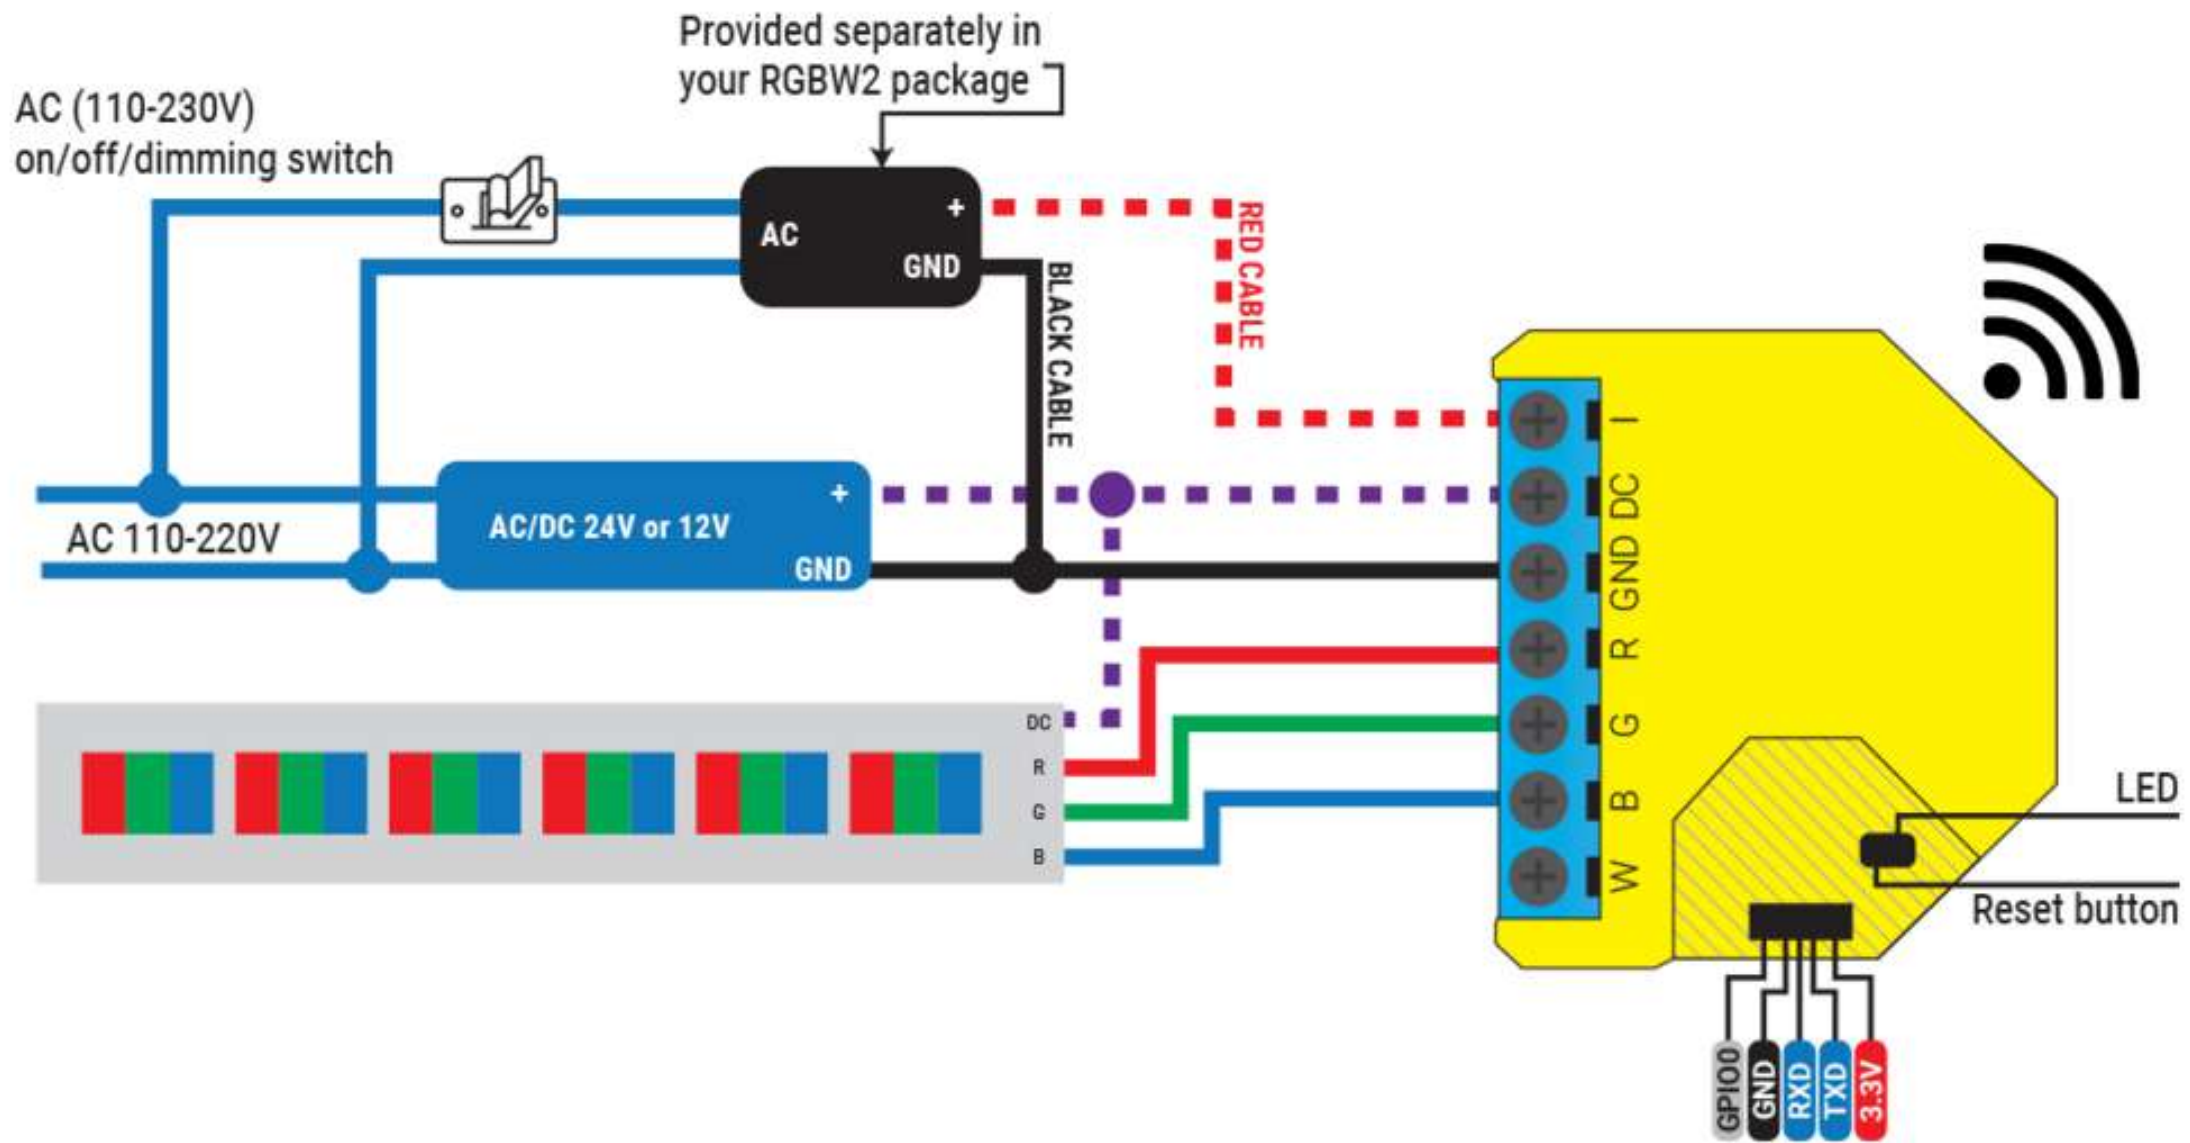 Provided separately in
your RGBW2 package
AC (110-230V)
on/off/dimming switch
AC
+
GND
RED CABLE
BLACK CABLE
AC 110-220V
AC/DC 24V or 12V
+
GND
I
DC
GND
R
G
B
W
DC
R
G
B
LED
Reset button
GPIO0
GND
RXD
TXD
3.3V